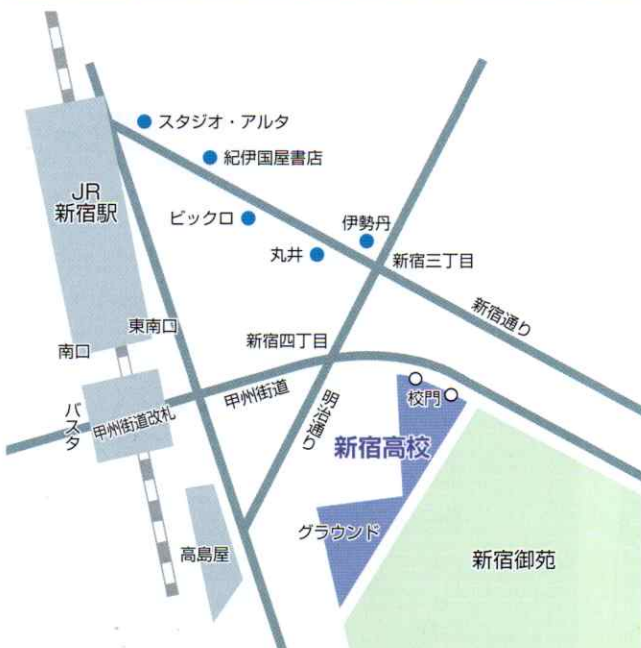 スタジオ・アルタ
紀伊国屋書店
JR
新宿駅
ビックロ
伊勢丹
丸井
新宿三丁目
新宿通り
東南口
新宿四丁目
南口
バスタ
甲州街道改札
甲州街道
明治通り
校門
新宿高校
グラウンド
高島屋
新宿御苑